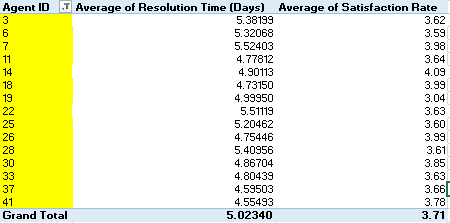 Agent ID Average of Resolution Time (Days) Average of Satisfaction Rate
3 5.38199 3.62
6 5.32068 3.59
7 5.52403 3.98
11 4.77812 3.64
14 4.90113 4.09
18 4.73150 3.99
19 4.99950 3.04
22 5.51119 3.63
25 5.20462 3.60
26 4.75446 3.99
28 5.40956 3.61
30 4.86704 3.85
33 4.80439 3.63
37 4.59503 3.66
41 4.55493 3.78
Grand Total 5.02340 3.71